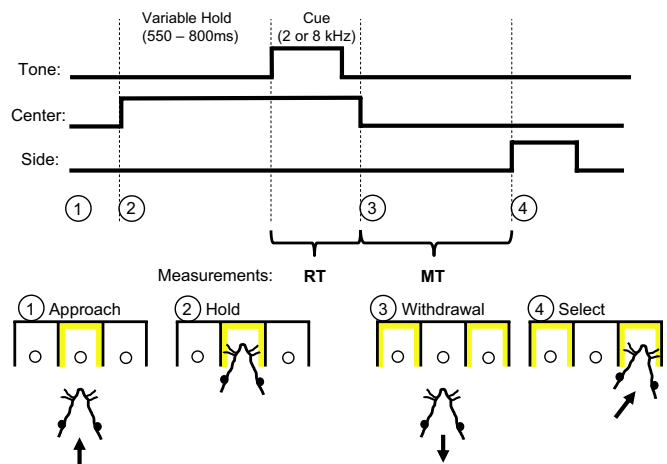 Variable Hold
(550 – 800ms)
Cue
(2 or 8 kHz)
Tone:
Center:
Side:
1 2 3 4
Measurements: RT MT
1 Approach
2 Hold
3 Withdrawal
4 Select